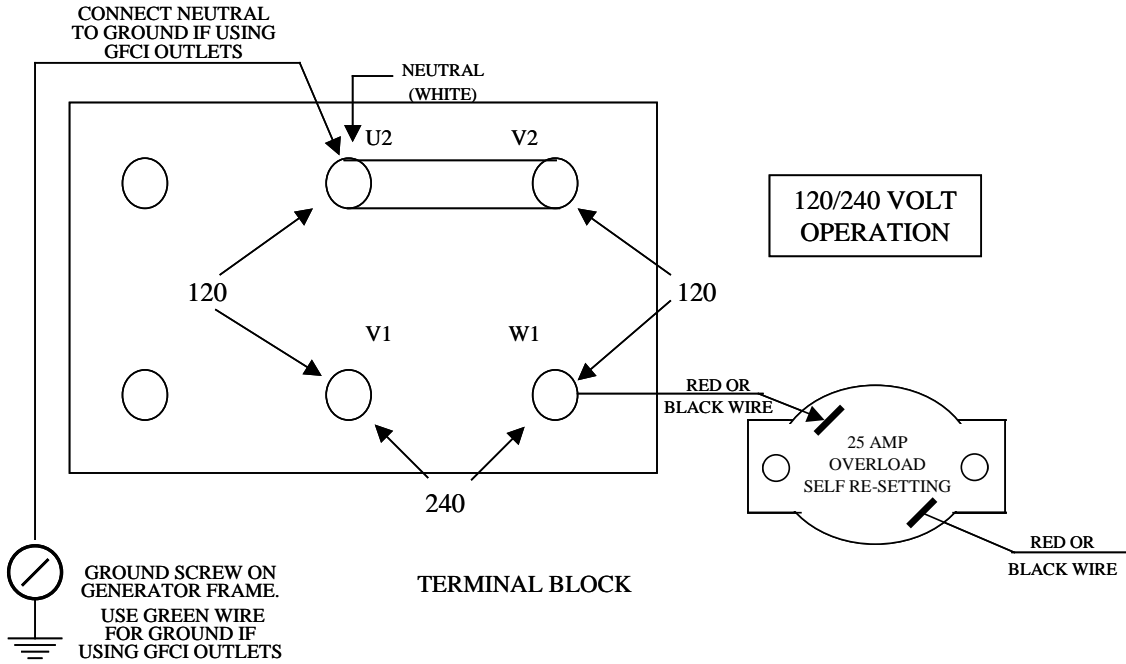 CONNECT NEUTRAL
TO GROUND IF USING
GFCI OUTLETS
NEUTRAL
(WHITE)
U2
V2
120/240 VOLT
OPERATION
120
120
V1
W1
RED OR
BLACK WIRE
25 AMP
OVERLOAD
SELF RE-SETTING
240
RED OR
BLACK WIRE
GROUND SCREW ON
GENERATOR FRAME.
USE GREEN WIRE
FOR GROUND IF
USING GFCI OUTLETS
TERMINAL BLOCK